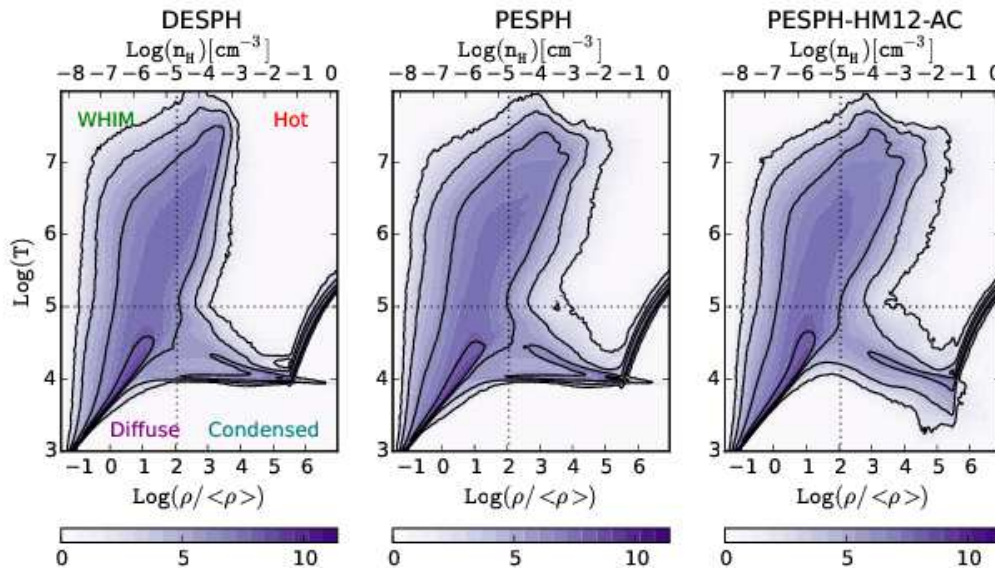 DESPH PESPH PESPH-HM12-AC
Log(n_H)[cm^{-3}] Log(n_H)[cm^{-3}] Log(n_H)[cm^{-3}]
−8 −7 −6 −5 −4 −3 −2 −1 0 −8 −7 −6 −5 −4 −3 −2 −1 0 −8 −7 −6 −5 −4 −3 −2 −1 0
WHIM Hot
7 7 7
6 6 6
Log(T)
5 5 5
4 4 4
Diffuse Condensed
3 3 3
−1 0 1 2 3 4 5 6 −1 0 1 2 3 4 5 6 −1 0 1 2 3 4 5 6
Log(ρ/<ρ>) Log(ρ/<ρ>) Log(ρ/<ρ>)
0 5 10 0 5 10 0 5 10